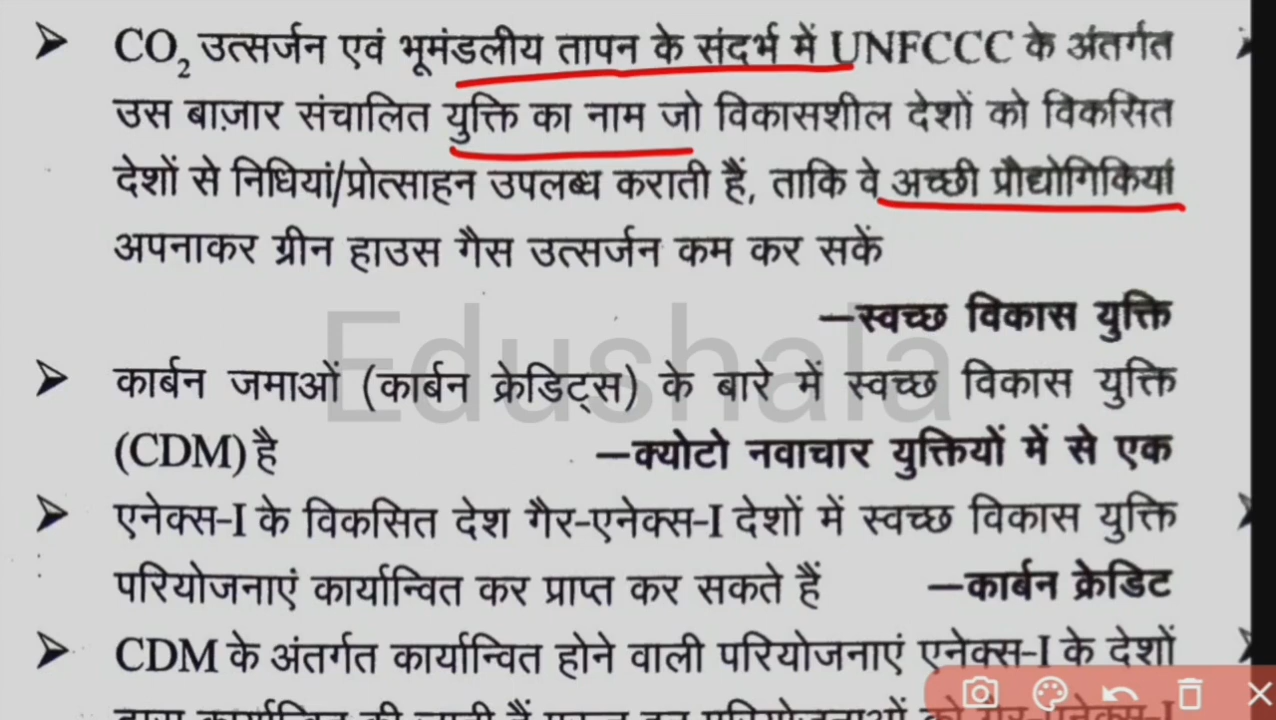 ➤ CO₂ उत्सर्जन एवं भूमंडलीय तापन के संदर्भ में UNFCCC के अंतर्गत
उस बाज़ार संचालित युक्ति का नाम जो विकासशील देशों को विकसित
देशों से निधियां/प्रोत्साहन उपलब्ध कराती हैं, ताकि वे अच्छी प्रौद्योगिकियां
अपनाकर ग्रीन हाउस गैस उत्सर्जन कम कर सकें
—स्वच्छ विकास युक्ति
Edushala
➤ कार्बन जमाओं (कार्बन क्रेडिट्स) के बारे में स्वच्छ विकास युक्ति
(CDM) है —क्योटो नवाचार युक्तियों में से एक
➤ एनेक्स-I के विकसित देश गैर-एनेक्स-I देशों में स्वच्छ विकास युक्ति
परियोजनाएं कार्यान्वित कर प्राप्त कर सकते हैं —कार्बन क्रेडिट
➤ CDM के अंतर्गत कार्यान्वित होने वाली परियोजनाएं एनेक्स-I के देशों